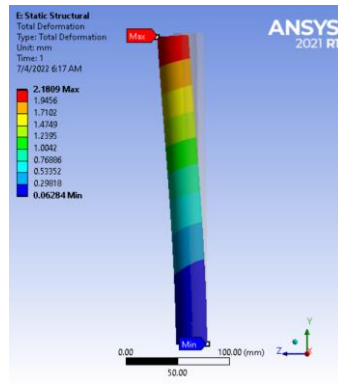 E: Static Structural
Total Deformation
Type: Total Deformation
Unit: mm
Time: 1
7/4/2022 6:17 AM
2.1809 Max
1.9456
1.7102
1.4749
1.2395
1.0042
0.76886
0.53352
0.29818
0.06284 Min
Max
ANSYS
2021 R1
Min
0.00
100.00 (mm)
50.00
Y
Z
X